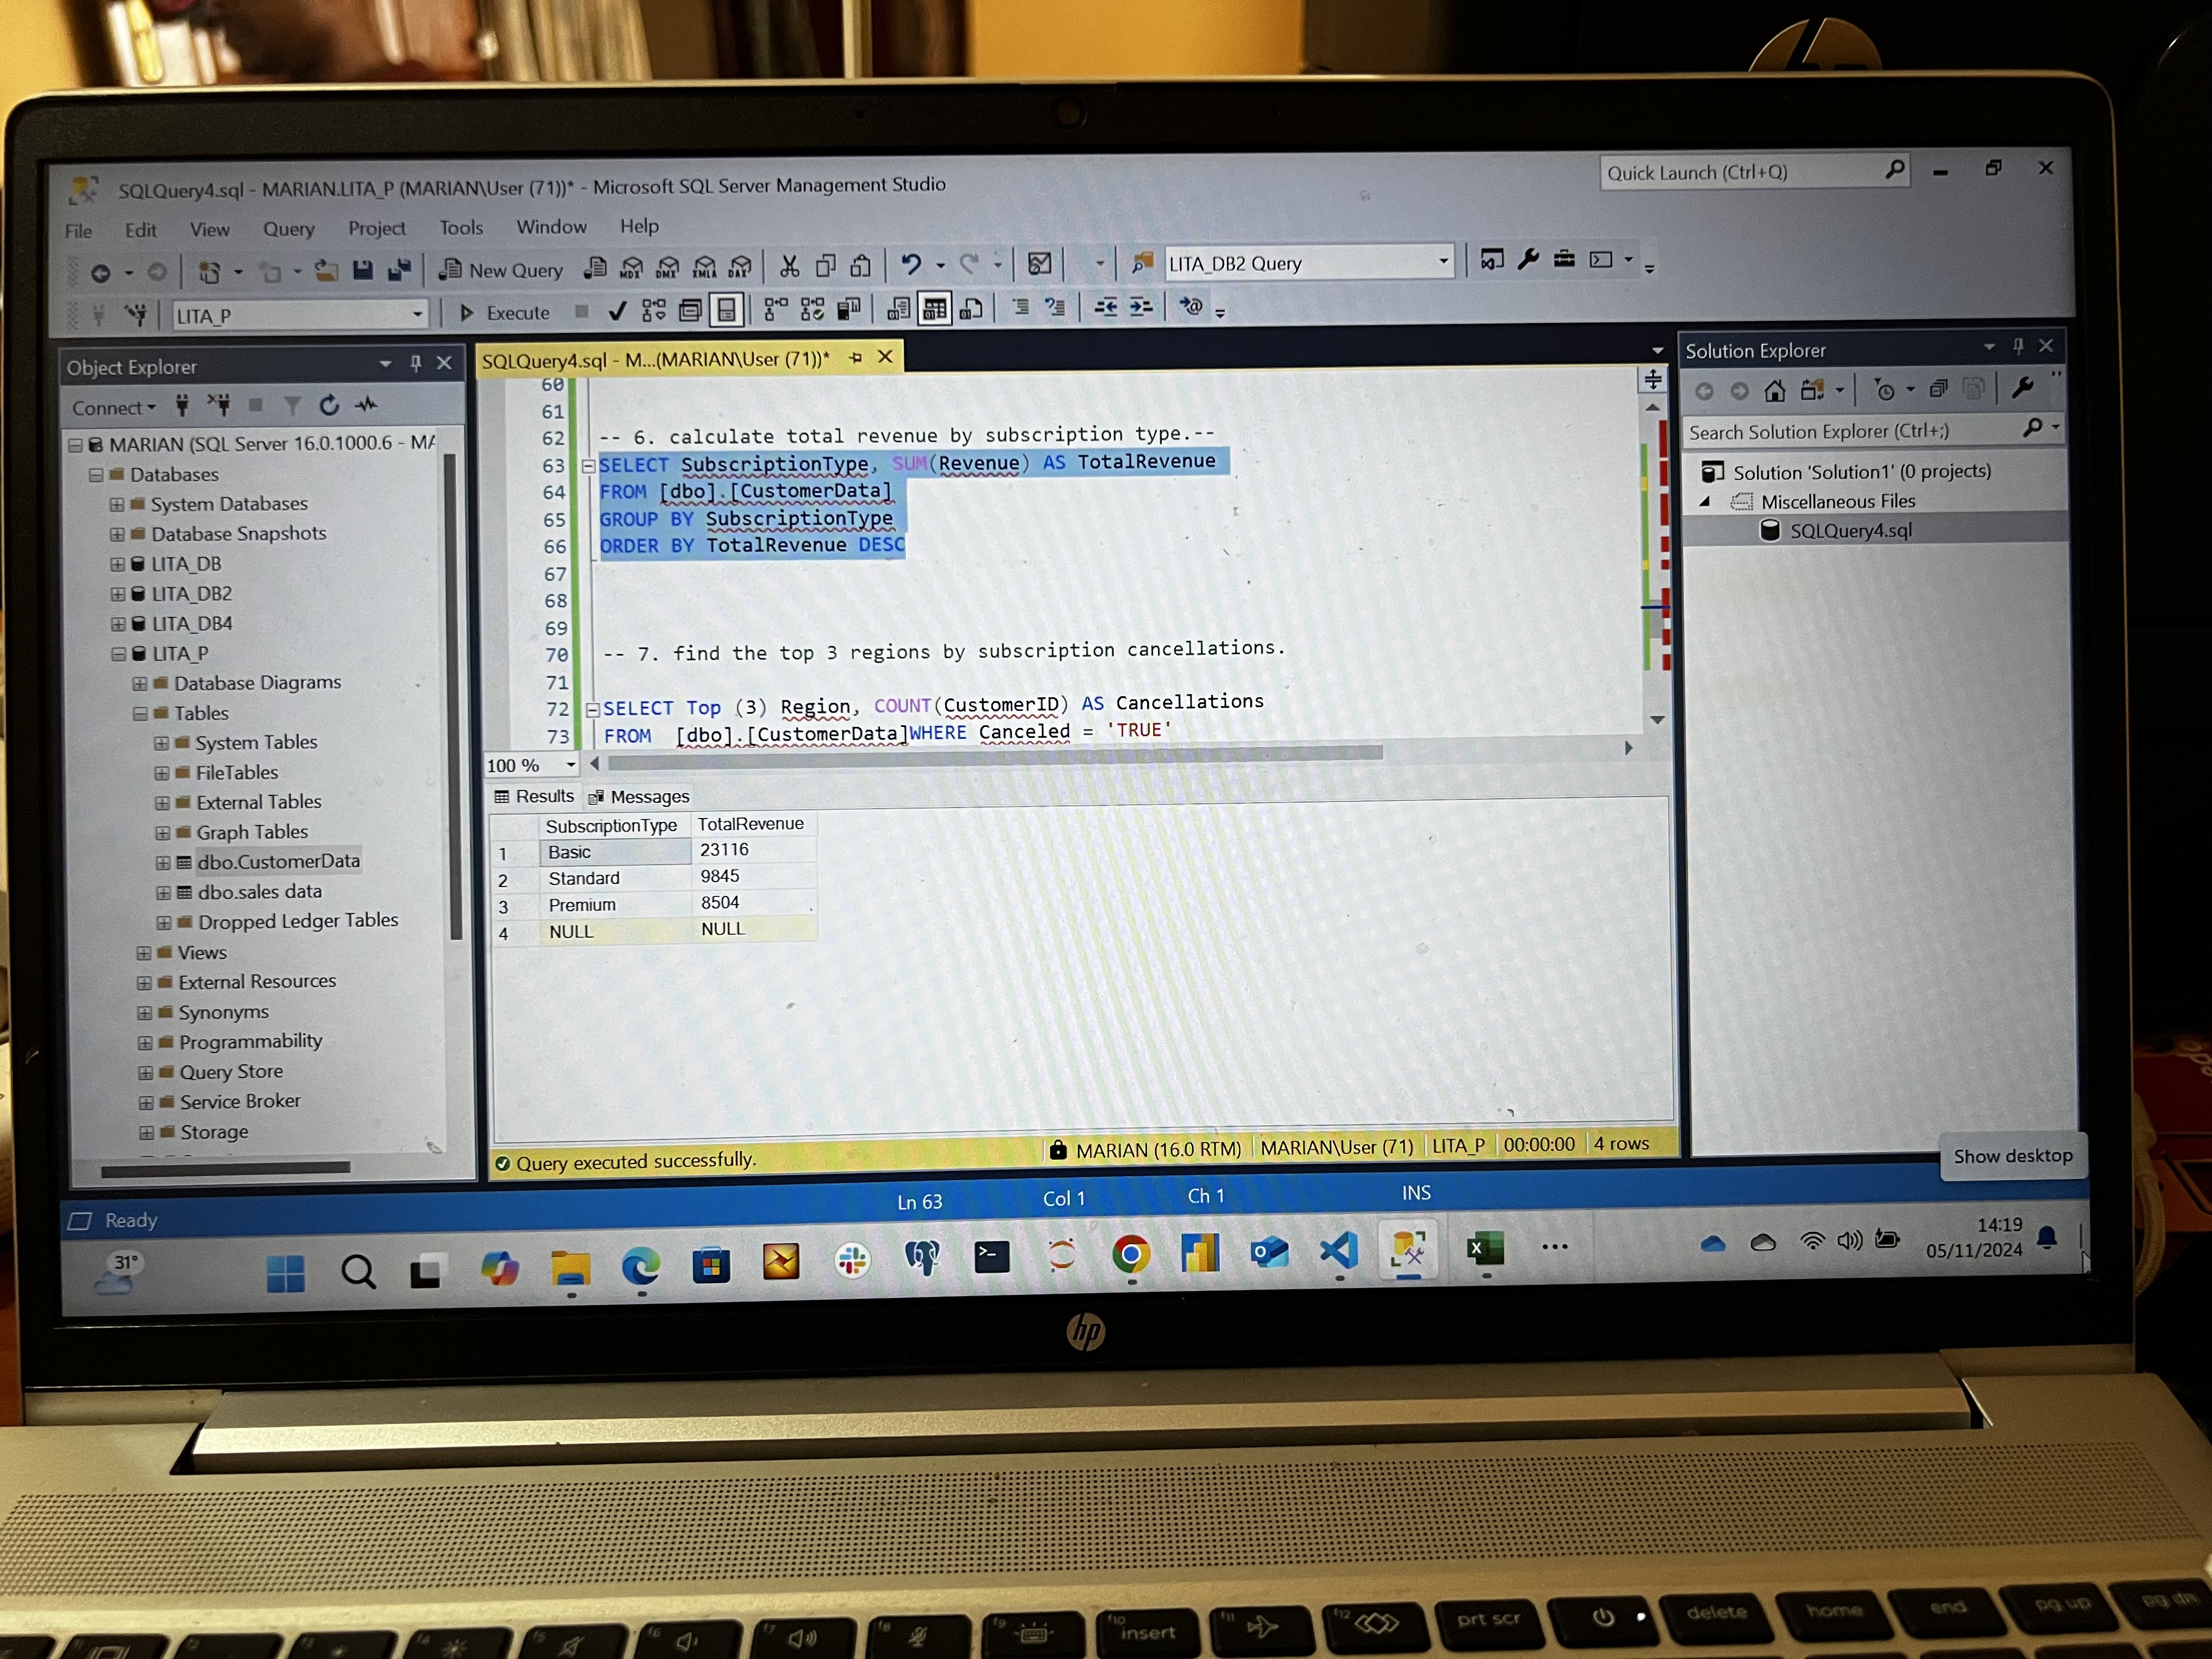 SQLQuery4.sql - MARIAN.LITA_P (MARIAN\User (71))* - Microsoft SQL Server Management Studio
Quick Launch (Ctrl+Q)
File Edit View Query Project Tools Window Help
New Query
MDX DMX XMLA DAX
LITA_DB2 Query
LITA_P
Execute
Object Explorer
Connect
MARIAN (SQL Server 16.0.1000.6 - MA
Databases
System Databases
Database Snapshots
LITA_DB
LITA_DB2
LITA_DB4
LITA_P
Database Diagrams
Tables
System Tables
FileTables
External Tables
Graph Tables
dbo.CustomerData
dbo.sales data
Dropped Ledger Tables
Views
External Resources
Synonyms
Programmability
Query Store
Service Broker
Storage
SQLQuery4.sql - M...(MARIAN\User (71))*
60
61
62 -- 6. calculate total revenue by subscription type.--
63 SELECT SubscriptionType, SUM(Revenue) AS TotalRevenue
64 FROM [dbo].[CustomerData]
65 GROUP BY SubscriptionType
66 ORDER BY TotalRevenue DESC
67
68
69
70 -- 7. find the top 3 regions by subscription cancellations.
71
72 SELECT Top (3) Region, COUNT(CustomerID) AS Cancellations
73 FROM [dbo].[CustomerData]WHERE Canceled = 'TRUE'
100 %
Results Messages
SubscriptionType TotalRevenue
1 Basic 23116
2 Standard 9845
3 Premium 8504
4 NULL NULL
Query executed successfully.
MARIAN (16.0 RTM) MARIAN\User (71) LITA_P 00:00:00 4 rows
Solution Explorer
Search Solution Explorer (Ctrl+;)
Solution 'Solution1' (0 projects)
Miscellaneous Files
SQLQuery4.sql
Show desktop
Ready
Ln 63 Col 1 Ch 1 INS
31°
14:19
05/11/2024
hp
f10 insert
f11
f12
prt scr
delete
home
end
pg up
pg dn